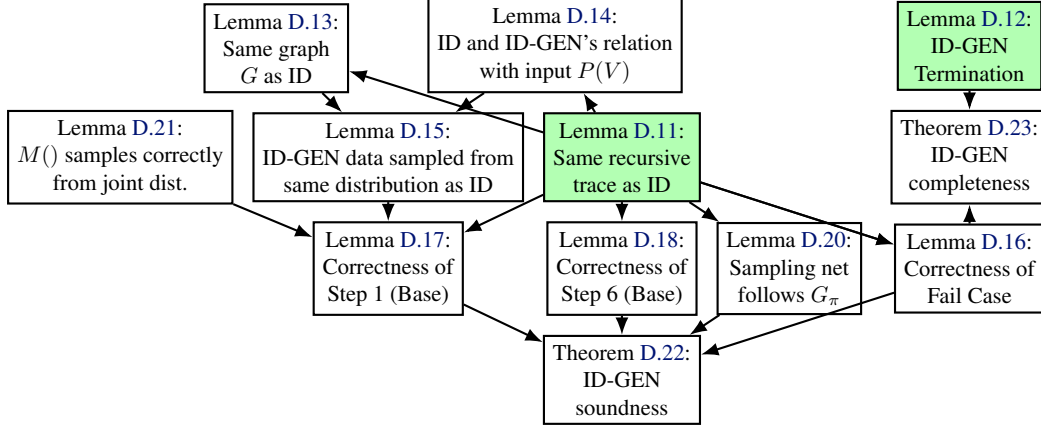 Lemma D.13:
Same graph
G as ID
Lemma D.14:
ID and ID-GEN's relation
with input P(V)
Lemma D.12:
ID-GEN
Termination
Lemma D.21:
M() samples correctly
from joint dist.
Lemma D.15:
ID-GEN data sampled from
same distribution as ID
Lemma D.11:
Same recursive
trace as ID
Theorem D.23:
ID-GEN
completeness
Lemma D.17:
Correctness of
Step 1 (Base)
Lemma D.18:
Correctness of
Step 6 (Base)
Lemma D.20:
Sampling net
follows G_π
Lemma D.16:
Correctness of
Fail Case
Theorem D.22:
ID-GEN
soundness